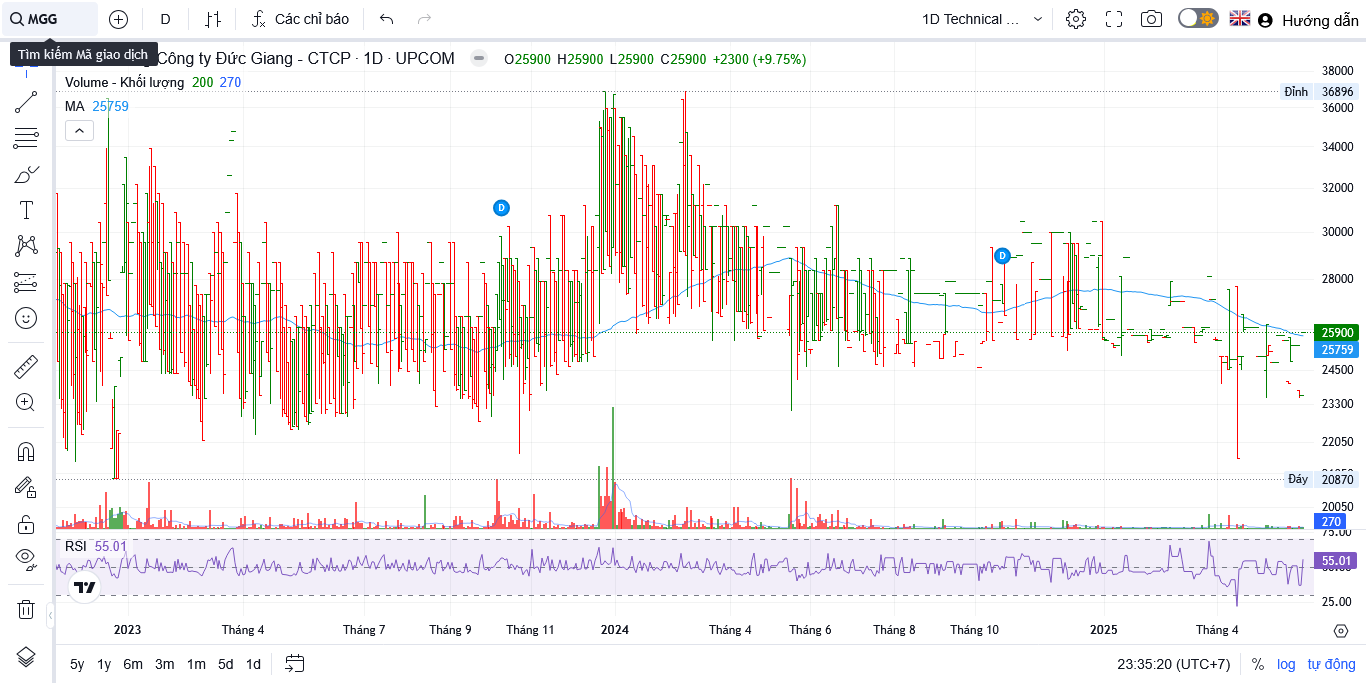 MGG
D
Các chỉ báo
1D Technical ...
Hướng dẫn
Tìm kiếm Mã giao dịch
Công ty Đức Giang - CTCP · 1D · UPCOM
O25900 H25900 L25900 C25900 +2300 (+9.75%)
Volume - Khối lượng 200 270
MA 25759
38000
Đỉnh 36896
36000
34000
32000
30000
28000
25900
25759
24500
23300
22050
Đáy 20870
20050
270
75.00
RSI 55.01
55.01
25.00
D
D
2023
Tháng 4
Tháng 7
Tháng 9
Tháng 11
2024
Tháng 4
Tháng 6
Tháng 8
Tháng 10
2025
Tháng 4
5y 1y 6m 3m 1m 5d 1d
23:35:20 (UTC+7)
% log tự động